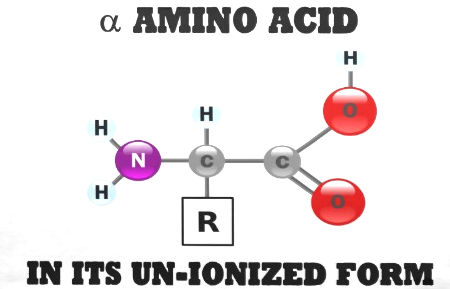 α AMINO ACID
H
H
H
O
N
C
C
H
O
R
IN ITS UN-IONIZED FORM